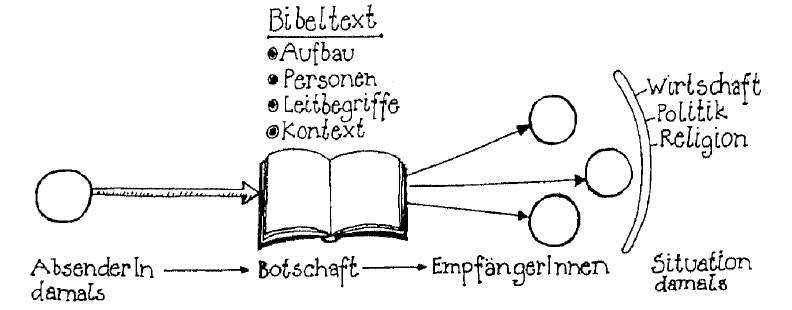 Bibeltext
Aufbau
Personen
Leitbegriffe
Kontext
Wirtschaft
Politik
Religion
AbsenderIn
damals
Botschaft
EmpfängerInnen
Situation
damals